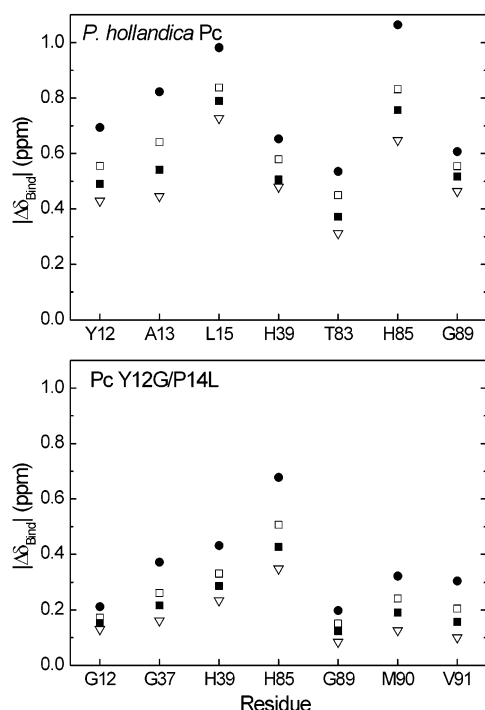 P. hollandica Pc
|Δδ_Bind| (ppm)
1.0
0.8
0.6
0.4
0.2
0.0
Y12 A13 L15 H39 T83 H85 G89
Pc Y12G/P14L
|Δδ_Bind| (ppm)
1.0
0.8
0.6
0.4
0.2
0.0
G12 G37 H39 H85 G89 M90 V91
Residue